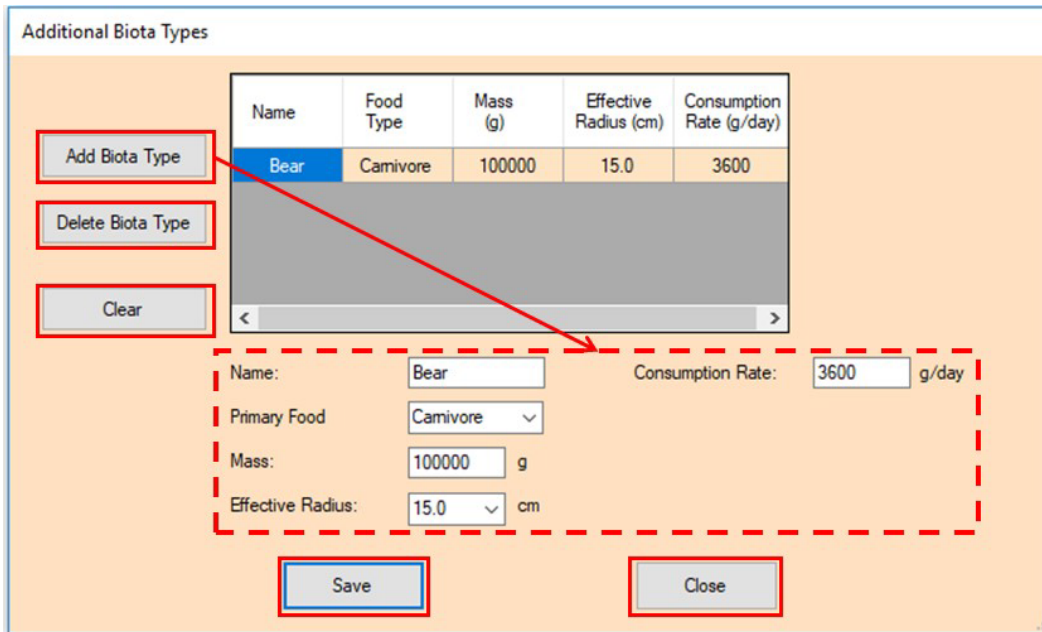 Additional Biota Types
Name Food Type Mass (g) Effective Radius (cm) Consumption Rate (g/day)
Add Biota Type
Bear Carnivore 100000 15.0 3600
Delete Biota Type
Clear
Name: Bear Consumption Rate: 3600 g/day
Primary Food Carnivore
Mass: 100000 g
Effective Radius: 15.0 cm
Save Close